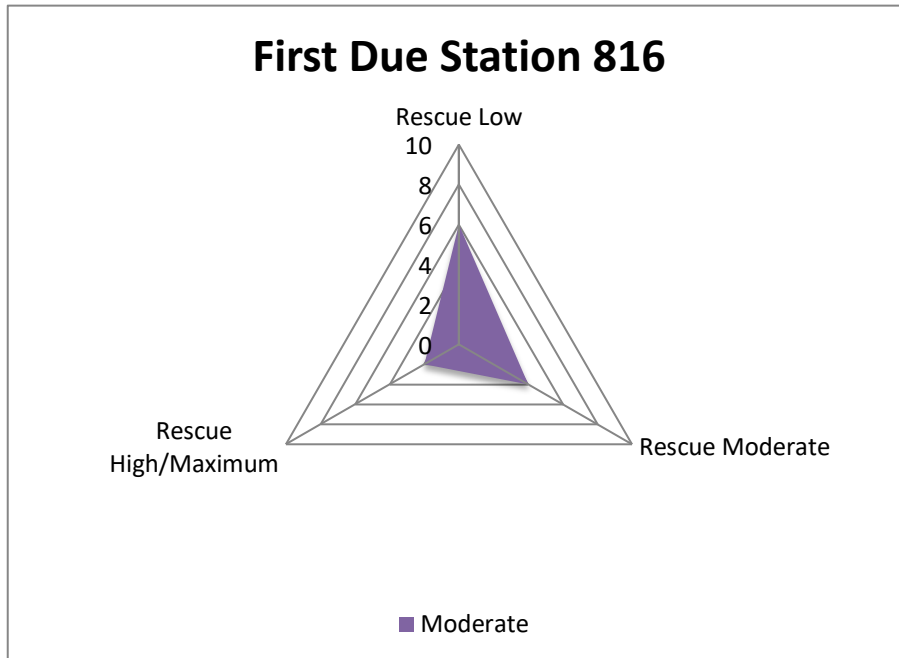 First Due Station 816
Rescue Low
10
8
6
4
2
0
Rescue
High/Maximum
Rescue Moderate
Moderate